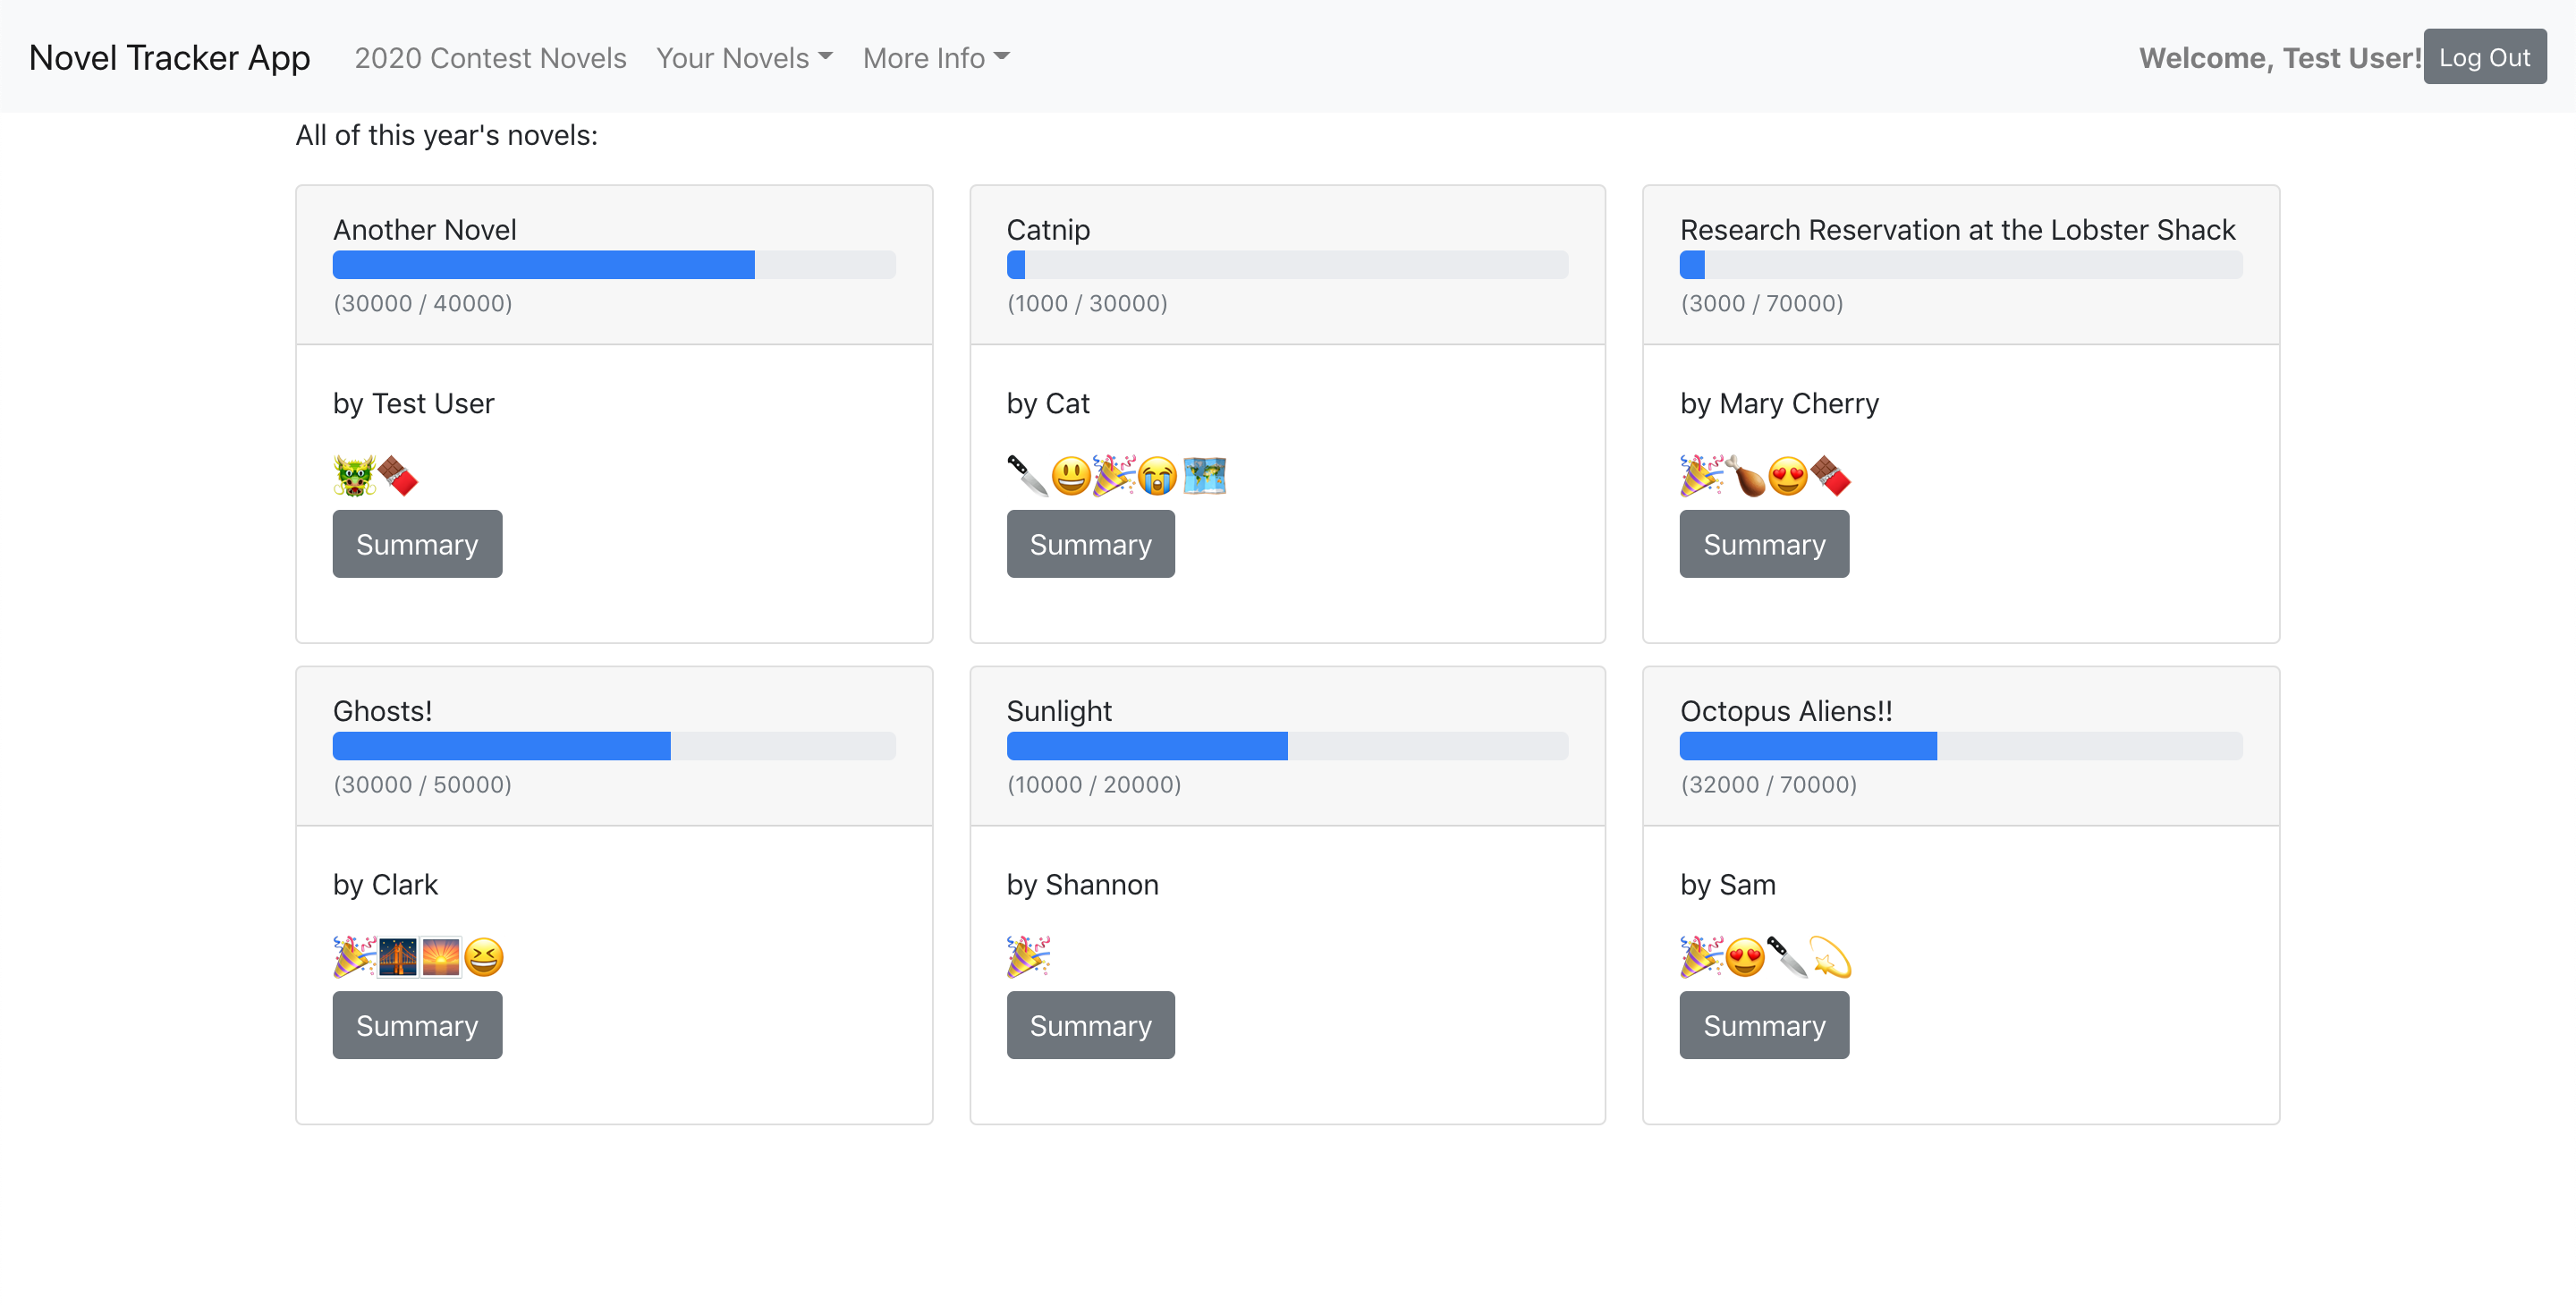 Novel Tracker App 2020 Contest Novels Your Novels More Info Welcome, Test User! Log Out
All of this year's novels:
Another Novel
(30000 / 40000)
by Test User
🐲🍫
Summary
Catnip
(1000 / 30000)
by Cat
🔪😃🎉😭🗺️
Summary
Research Reservation at the Lobster Shack
(3000 / 70000)
by Mary Cherry
🎉🍗😍🍫
Summary
Ghosts!
(30000 / 50000)
by Clark
🎉🌉🌅😆
Summary
Sunlight
(10000 / 20000)
by Shannon
🎉
Summary
Octopus Aliens!!
(32000 / 70000)
by Sam
🎉😍🔪💫
Summary